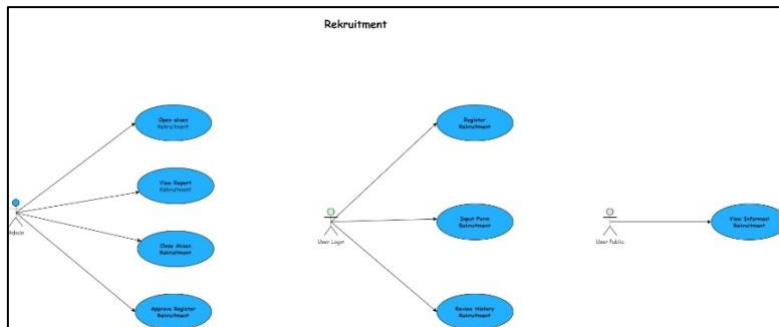 Rekruitment
Open akses
Rekruitment
View Report
Rekruitment
Close Akses
Rekruitment
Approve Register
Rekruitment
Admin
Register
Rekruitment
Input Form
Rekruitment
Review History
Rekruitment
User Login
View Informasi
Rekruitment
User Public